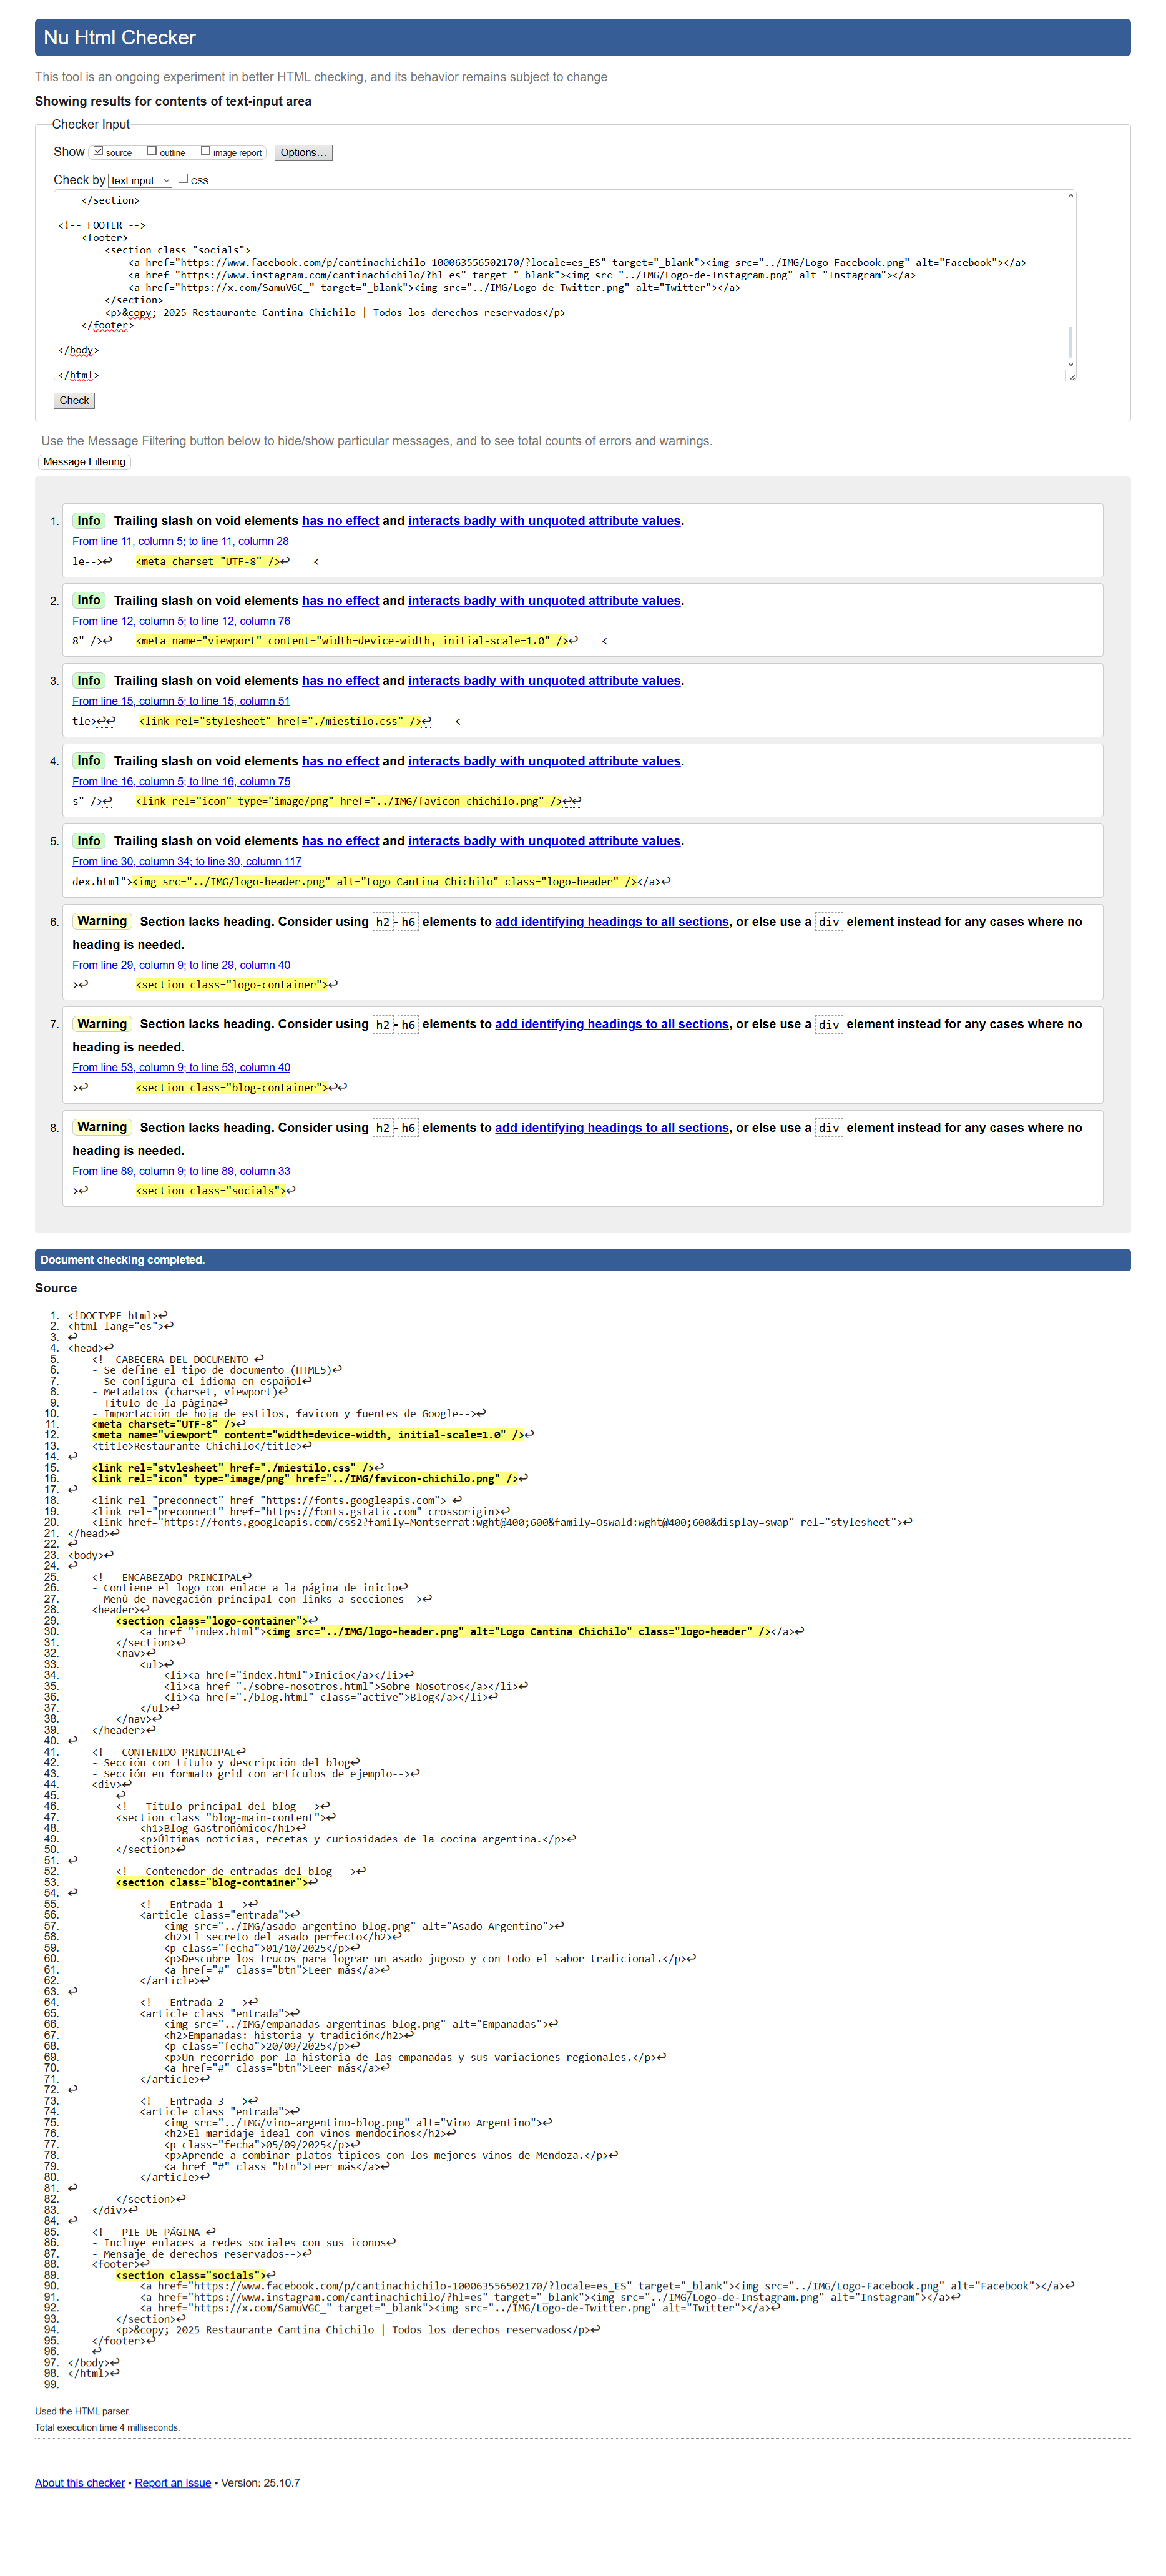 Nu Html Checker
This tool is an ongoing experiment in better HTML checking, and its behavior remains subject to change
Showing results for contents of text-input area
Checker Input
Show source outline image report Options...
Check by text input CSS
    </section>
<!-- FOOTER -->
    <footer>
        <section class="socials">
            <a href="https://www.facebook.com/p/cantinachichilo-100063556502170/?locale=es_ES" target="_blank"><img src="../IMG/Logo-Facebook.png" alt="Facebook"></a>
            <a href="https://www.instagram.com/cantinachichilo/?hl=es" target="_blank"><img src="../IMG/Logo-de-Instagram.png" alt="Instagram"></a>
            <a href="https://x.com/SamuVGC_" target="_blank"><img src="../IMG/Logo-de-Twitter.png" alt="Twitter"></a>
        </section>
        <p>&copy; 2025 Restaurante Cantina Chichilo | Todos los derechos reservados</p>
    </footer>
</body>
</html>
Check
Use the Message Filtering button below to hide/show particular messages, and to see total counts of errors and warnings.
Message Filtering
1. Info Trailing slash on void elements has no effect and interacts badly with unquoted attribute values.
From line 11, column 5; to line 11, column 28
le-->↩    <meta charset="UTF-8" />↩    <
2. Info Trailing slash on void elements has no effect and interacts badly with unquoted attribute values.
From line 12, column 5; to line 12, column 76
8" />↩    <meta name="viewport" content="width=device-width, initial-scale=1.0" />↩    <
3. Info Trailing slash on void elements has no effect and interacts badly with unquoted attribute values.
From line 15, column 5; to line 15, column 51
tle>↩↩    <link rel="stylesheet" href="./miestilo.css" />↩    <
4. Info Trailing slash on void elements has no effect and interacts badly with unquoted attribute values.
From line 16, column 5; to line 16, column 75
s" />↩    <link rel="icon" type="image/png" href="../IMG/favicon-chichilo.png" />↩↩
5. Info Trailing slash on void elements has no effect and interacts badly with unquoted attribute values.
From line 30, column 34; to line 30, column 117
dex.html"><img src="../IMG/logo-header.png" alt="Logo Cantina Chichilo" class="logo-header" /></a>↩
6. Warning Section lacks heading. Consider using h2-h6 elements to add identifying headings to all sections, or else use a div element instead for any cases where no
heading is needed.
From line 29, column 9; to line 29, column 40
>↩        <section class="logo-container">↩
7. Warning Section lacks heading. Consider using h2-h6 elements to add identifying headings to all sections, or else use a div element instead for any cases where no
heading is needed.
From line 53, column 9; to line 53, column 40
>↩        <section class="blog-container">↩↩
8. Warning Section lacks heading. Consider using h2-h6 elements to add identifying headings to all sections, or else use a div element instead for any cases where no
heading is needed.
From line 89, column 9; to line 89, column 33
>↩        <section class="socials">↩
Document checking completed.
Source
1. <!DOCTYPE html>↩
2. <html lang="es">↩
3. ↩
4. <head>↩
5.     <!--CABECERA DEL DOCUMENTO ↩
6.     - Se define el tipo de documento (HTML5)↩
7.     - Se configura el idioma en español↩
8.     - Metadatos (charset, viewport)↩
9.     - Título de la página↩
10.     - Importación de hoja de estilos, favicon y fuentes de Google-->↩
11.     <meta charset="UTF-8" />↩
12.     <meta name="viewport" content="width=device-width, initial-scale=1.0" />↩
13.     <title>Restaurante Chichilo</title>↩
14. ↩
15.     <link rel="stylesheet" href="./miestilo.css" />↩
16.     <link rel="icon" type="image/png" href="../IMG/favicon-chichilo.png" />↩
17. ↩
18.     <link rel="preconnect" href="https://fonts.googleapis.com"> ↩
19.     <link rel="preconnect" href="https://fonts.gstatic.com" crossorigin>↩
20.     <link href="https://fonts.googleapis.com/css2?family=Montserrat:wght@400;600&family=Oswald:wght@400;600&display=swap" rel="stylesheet">↩
21. </head>↩
22. ↩
23. <body>↩
24. ↩
25.     <!-- ENCABEZADO PRINCIPAL↩
26.     - Contiene el logo con enlace a la página de inicio↩
27.     - Menú de navegación principal con links a secciones-->↩
28.     <header>↩
29.         <section class="logo-container">↩
30.             <a href="index.html"><img src="../IMG/logo-header.png" alt="Logo Cantina Chichilo" class="logo-header" /></a>↩
31.         </section>↩
32.         <nav>↩
33.             <ul>↩
34.                 <li><a href="index.html">Inicio</a></li>↩
35.                 <li><a href="./sobre-nosotros.html">Sobre Nosotros</a></li>↩
36.                 <li><a href="./blog.html" class="active">Blog</a></li>↩
37.             </ul>↩
38.         </nav>↩
39.     </header>↩
40. ↩
41.     <!-- CONTENIDO PRINCIPAL↩
42.     - Sección con título y descripción del blog↩
43.     - Sección en formato grid con artículos de ejemplo-->↩
44.     <div>↩
45.         ↩
46.         <!-- Título principal del blog -->↩
47.         <section class="blog-main-content">↩
48.             <h1>Blog Gastronómico</h1>↩
49.             <p>Últimas noticias, recetas y curiosidades de la cocina argentina.</p>↩
50.         </section>↩
51. ↩
52.         <!-- Contenedor de entradas del blog -->↩
53.         <section class="blog-container">↩
54. ↩
55.             <!-- Entrada 1 -->↩
56.             <article class="entrada">↩
57.                 <img src="../IMG/asado-argentino-blog.png" alt="Asado Argentino">↩
58.                 <h2>El secreto del asado perfecto</h2>↩
59.                 <p class="fecha">01/10/2025</p>↩
60.                 <p>Descubre los trucos para lograr un asado jugoso y con todo el sabor tradicional.</p>↩
61.                 <a href="#" class="btn">Leer más</a>↩
62.             </article>↩
63. ↩
64.             <!-- Entrada 2 -->↩
65.             <article class="entrada">↩
66.                 <img src="../IMG/empanadas-argentinas-blog.png" alt="Empanadas">↩
67.                 <h2>Empanadas: historia y tradición</h2>↩
68.                 <p class="fecha">20/09/2025</p>↩
69.                 <p>Un recorrido por la historia de las empanadas y sus variaciones regionales.</p>↩
70.                 <a href="#" class="btn">Leer más</a>↩
71.             </article>↩
72. ↩
73.             <!-- Entrada 3 -->↩
74.             <article class="entrada">↩
75.                 <img src="../IMG/vino-argentino-blog.png" alt="Vino Argentino">↩
76.                 <h2>El maridaje ideal con vinos mendocinos</h2>↩
77.                 <p class="fecha">05/09/2025</p>↩
78.                 <p>Aprende a combinar platos típicos con los mejores vinos de Mendoza.</p>↩
79.                 <a href="#" class="btn">Leer más</a>↩
80.             </article>↩
81. ↩
82.         </section>↩
83.     </div>↩
84. ↩
85.     <!-- PIE DE PÁGINA ↩
86.     - Incluye enlaces a redes sociales con sus iconos↩
87.     - Mensaje de derechos reservados-->↩
88.     <footer>↩
89.         <section class="socials">↩
90.             <a href="https://www.facebook.com/p/cantinachichilo-100063556502170/?locale=es_ES" target="_blank"><img src="../IMG/Logo-Facebook.png" alt="Facebook"></a>↩
91.             <a href="https://www.instagram.com/cantinachichilo/?hl=es" target="_blank"><img src="../IMG/Logo-de-Instagram.png" alt="Instagram"></a>↩
92.             <a href="https://x.com/SamuVGC_" target="_blank"><img src="../IMG/Logo-de-Twitter.png" alt="Twitter"></a>↩
93.         </section>↩
94.         <p>&copy; 2025 Restaurante Cantina Chichilo | Todos los derechos reservados</p>↩
95.     </footer>↩
96.     ↩
97. </body>↩
98. </html>↩
99.
Used the HTML parser.
Total execution time 4 milliseconds.
About this checker • Report an issue • Version: 25.10.7